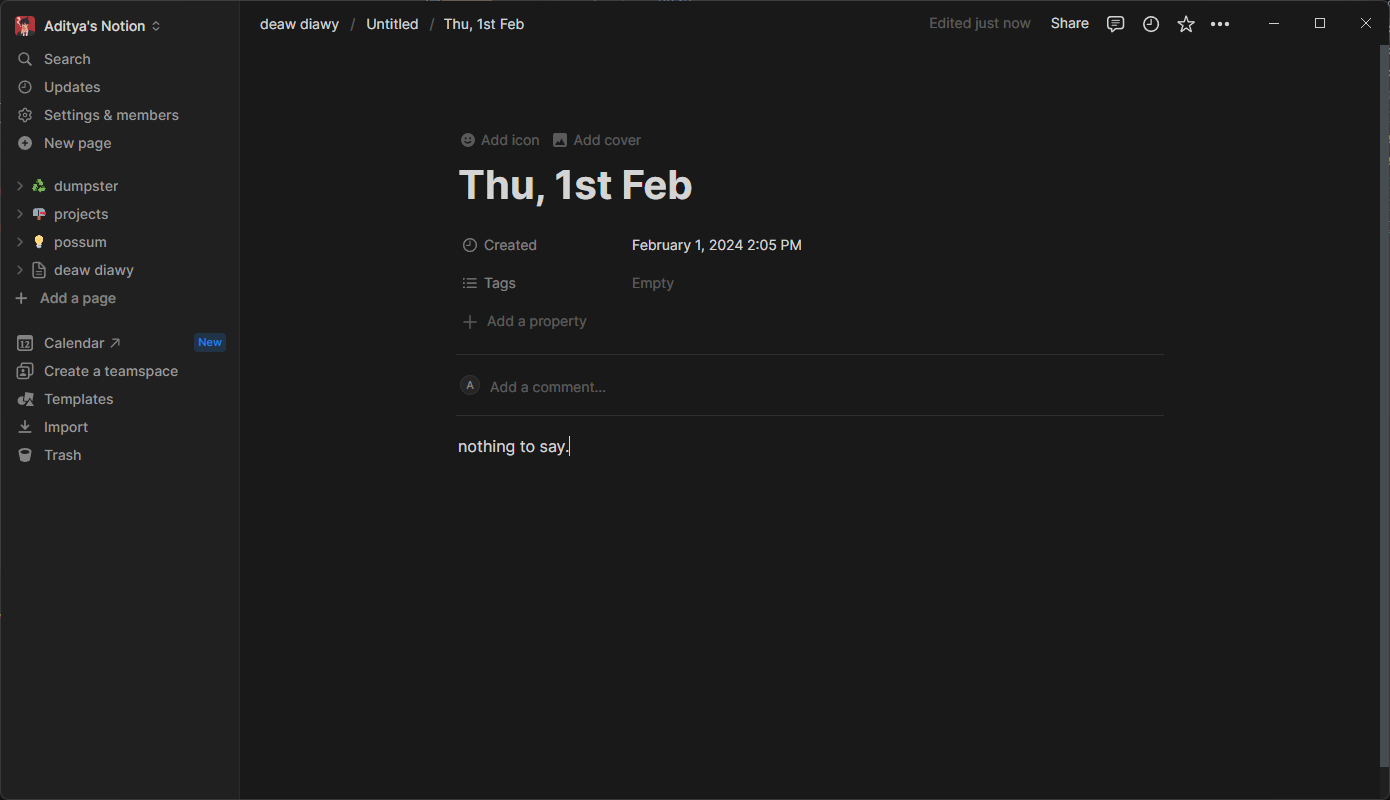 Aditya's Notion
Search
Updates
Settings & members
New page
dumpster
projects
possum
deaw diawy
Add a page
12
Calendar ↗ New
Create a teamspace
Templates
Import
Trash
deaw diawy / Untitled / Thu, 1st Feb
Edited just now Share
Add icon Add cover
Thu, 1st Feb
Created February 1, 2024 2:05 PM
Tags Empty
Add a property
A Add a comment...
nothing to say.